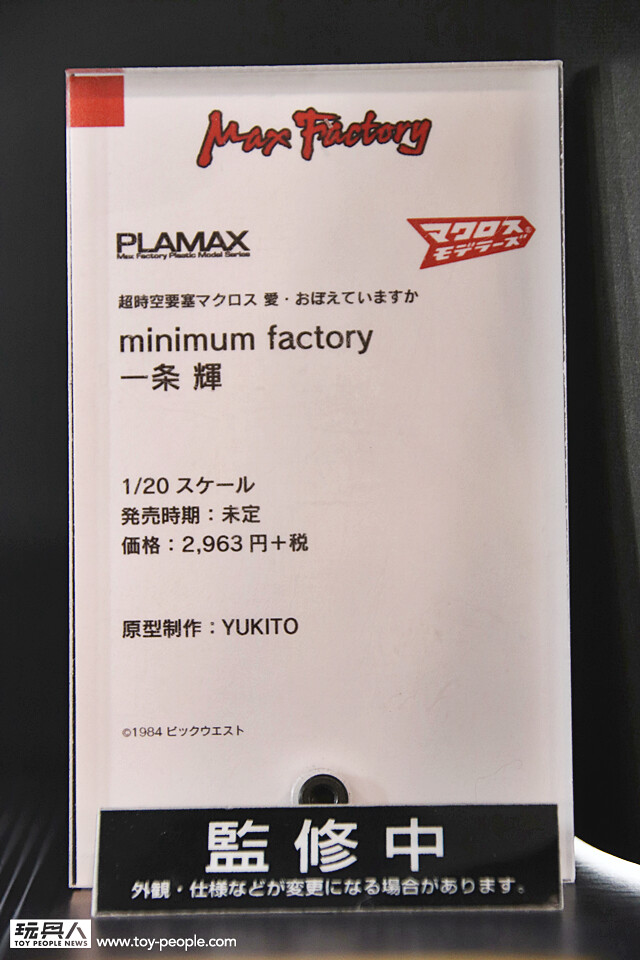 Max Factory
PLAMAX
Max Factory Plastic Model Series
マクロス
モデラーズ
超時空要塞マクロス 愛・おぼえていますか
minimum factory
一条 輝
1/20 スケール
発売時期：未定
価格：2,963 円＋税
原型制作：YUKITO
©1984 ビックウエスト
監修中
外観・仕様などが変更になる場合があります。
玩具人
TOY PEOPLE NEWS
www.toy-people.com